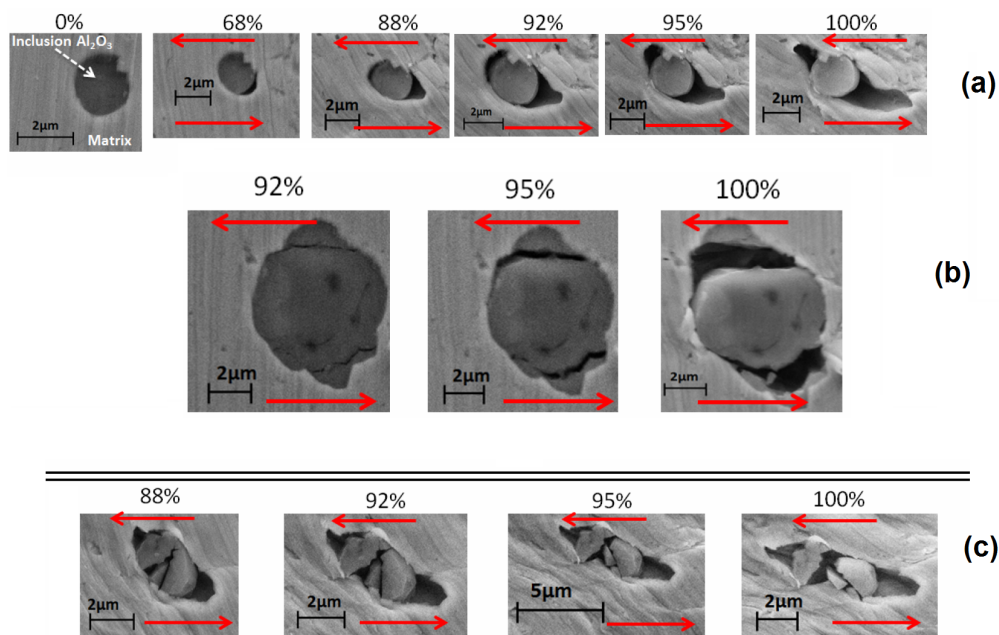 0% 68% 88% 92% 95% 100%
Inclusion Al₂O₃
(a)
2μm 2μm 2μm 2μm 2μm 2μm
Matrix
92% 95% 100%
(b)
2μm 2μm 2μm
88% 92% 95% 100%
(c)
2μm 2μm 5μm 2μm